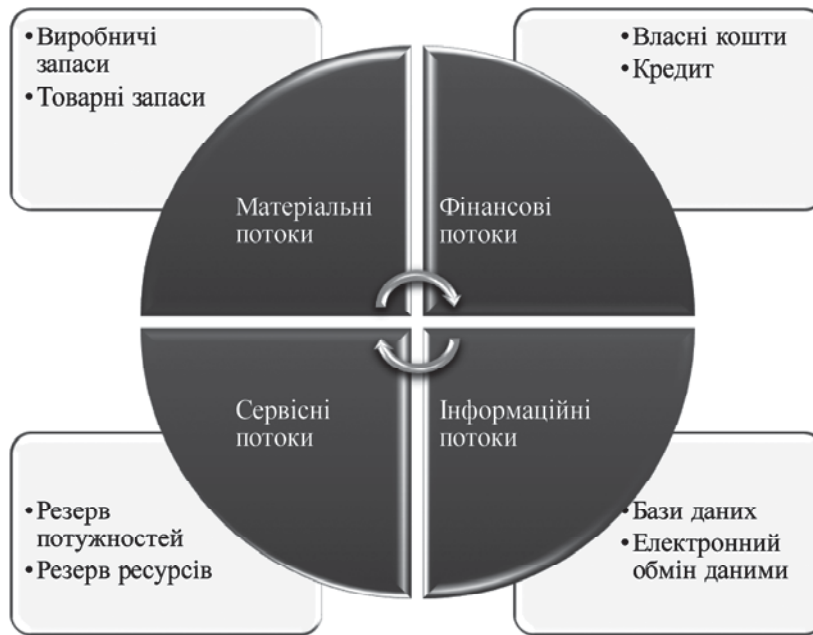 •Виробничі
запаси
•Товарні запаси
•Власні кошти
•Кредит
Матеріальні
потоки
Фінансові
потоки
Сервісні
потоки
Інформаційні
потоки
•Резерв
потужностей
•Резерв ресурсів
•Бази даних
•Електронний
обмін даними